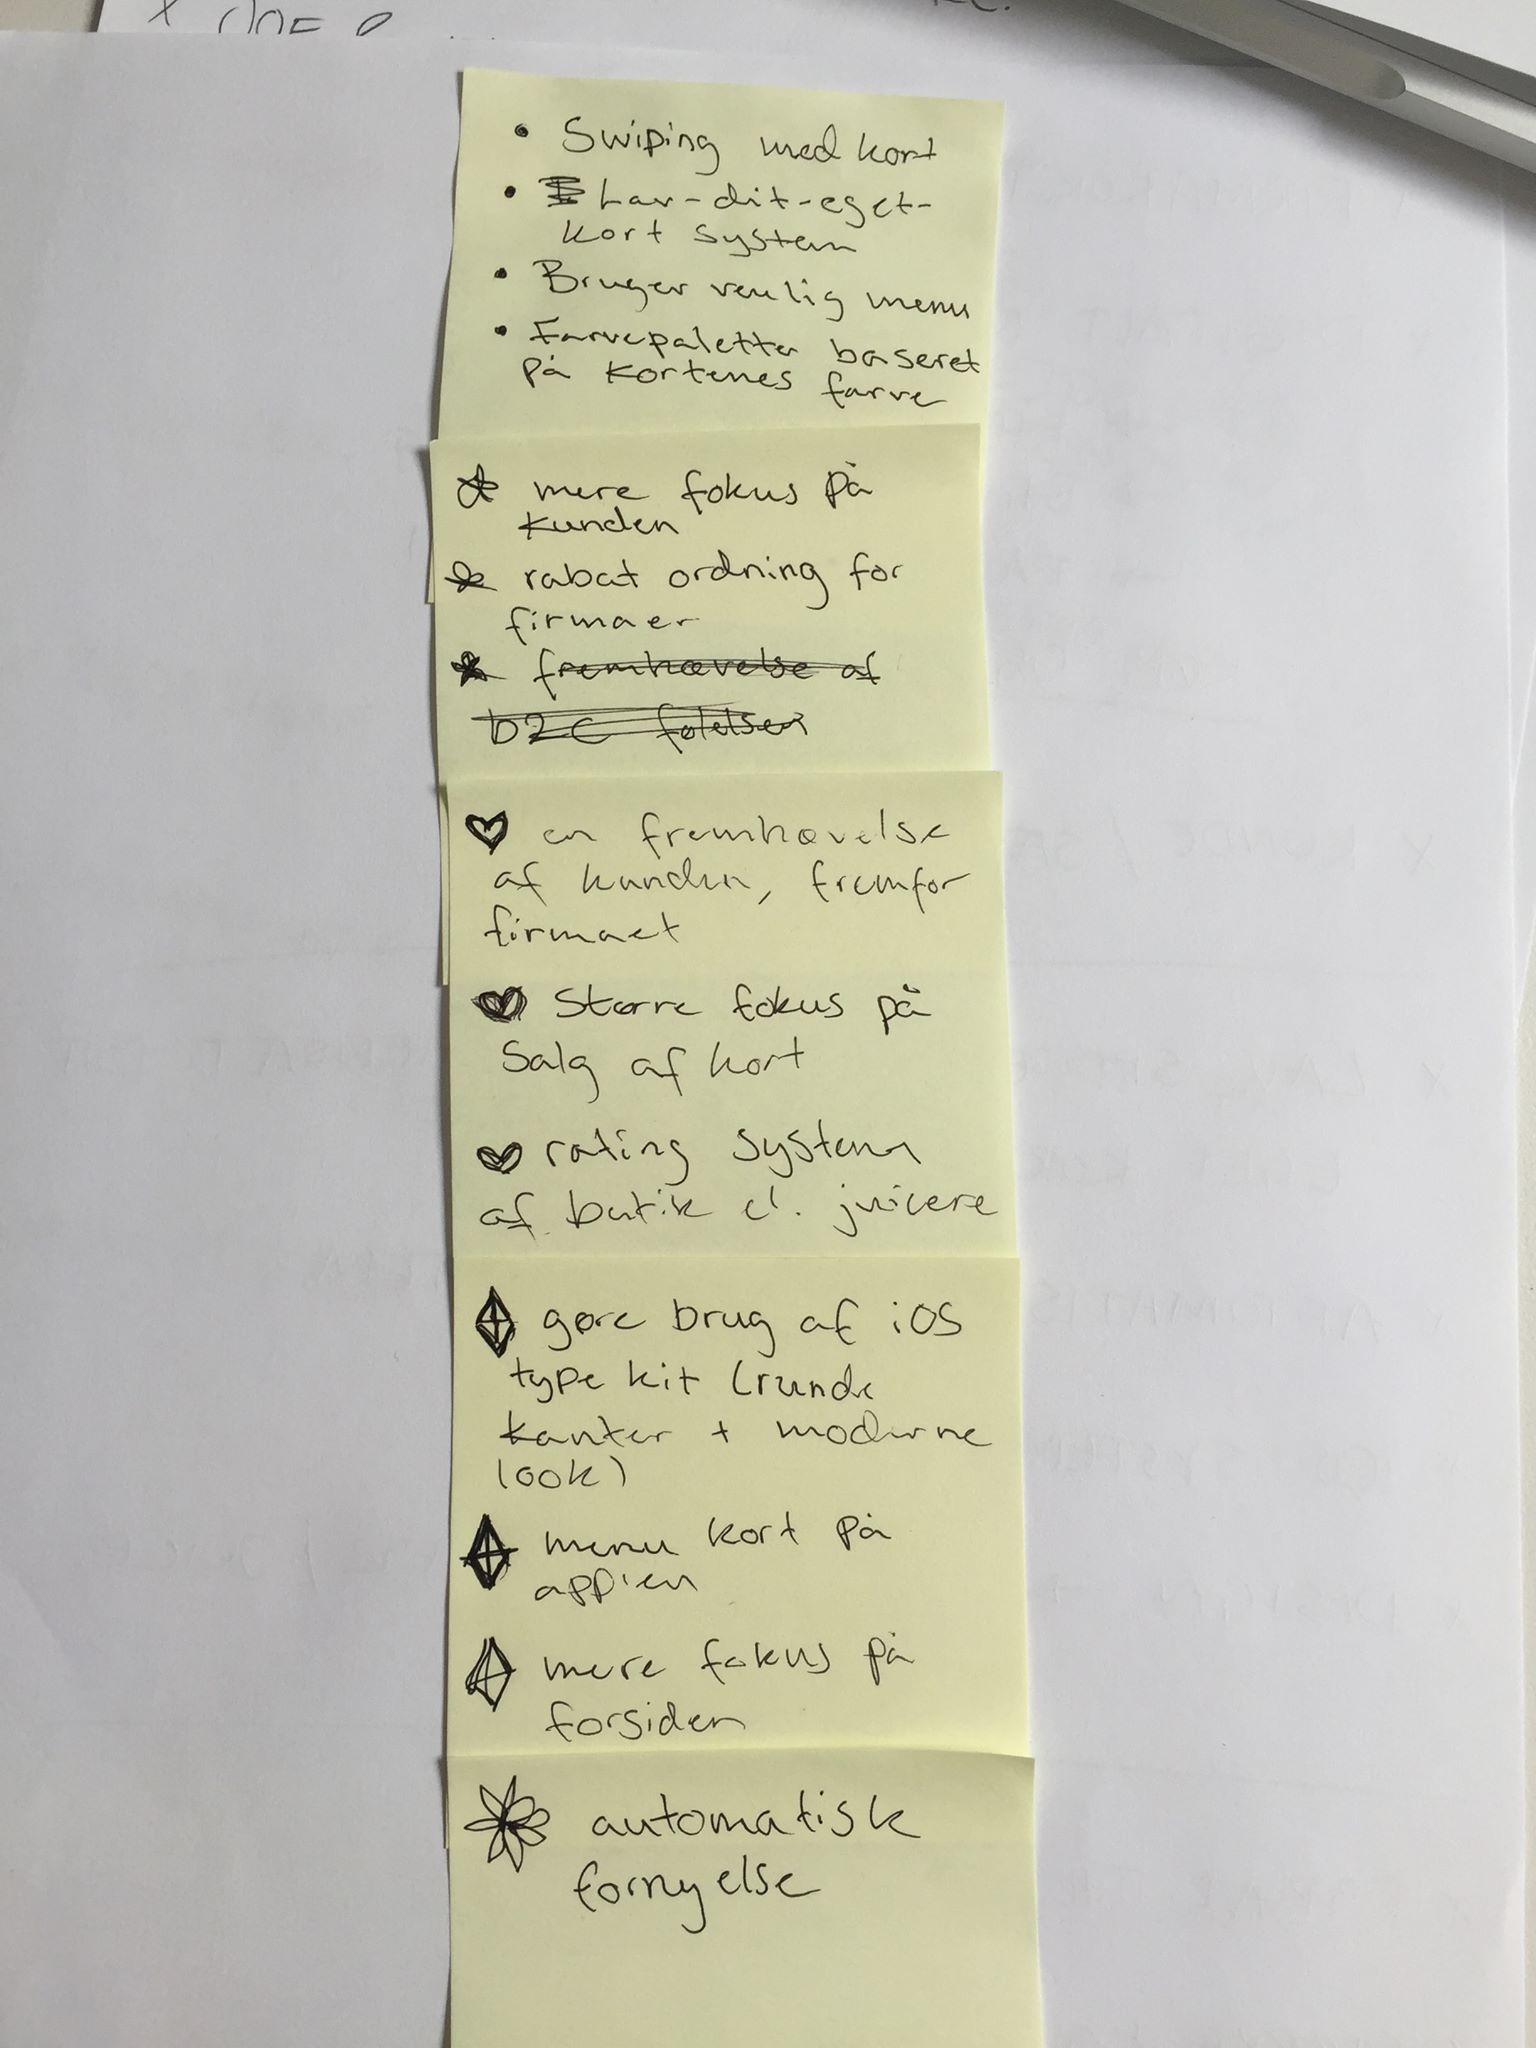 • Swiping med kort
• Lav-dit-eget-
kort system
• Bruger venlig menu
• Farvepaletter baseret
på kortenes farve
mere fokus på
kunden
rabat ordning for
firmaer
fremhævelse af
b2c følelsen
en fremhævelse
af kunden, fremfor
firmaet
større fokus på
salg af kort
rating system
af butik el. juicere
gøre brug af iOS
type kit (runde
kanter + moderne
look)
menu kort på
app'en
mere fokus på
forsiden
automatisk
fornyelse